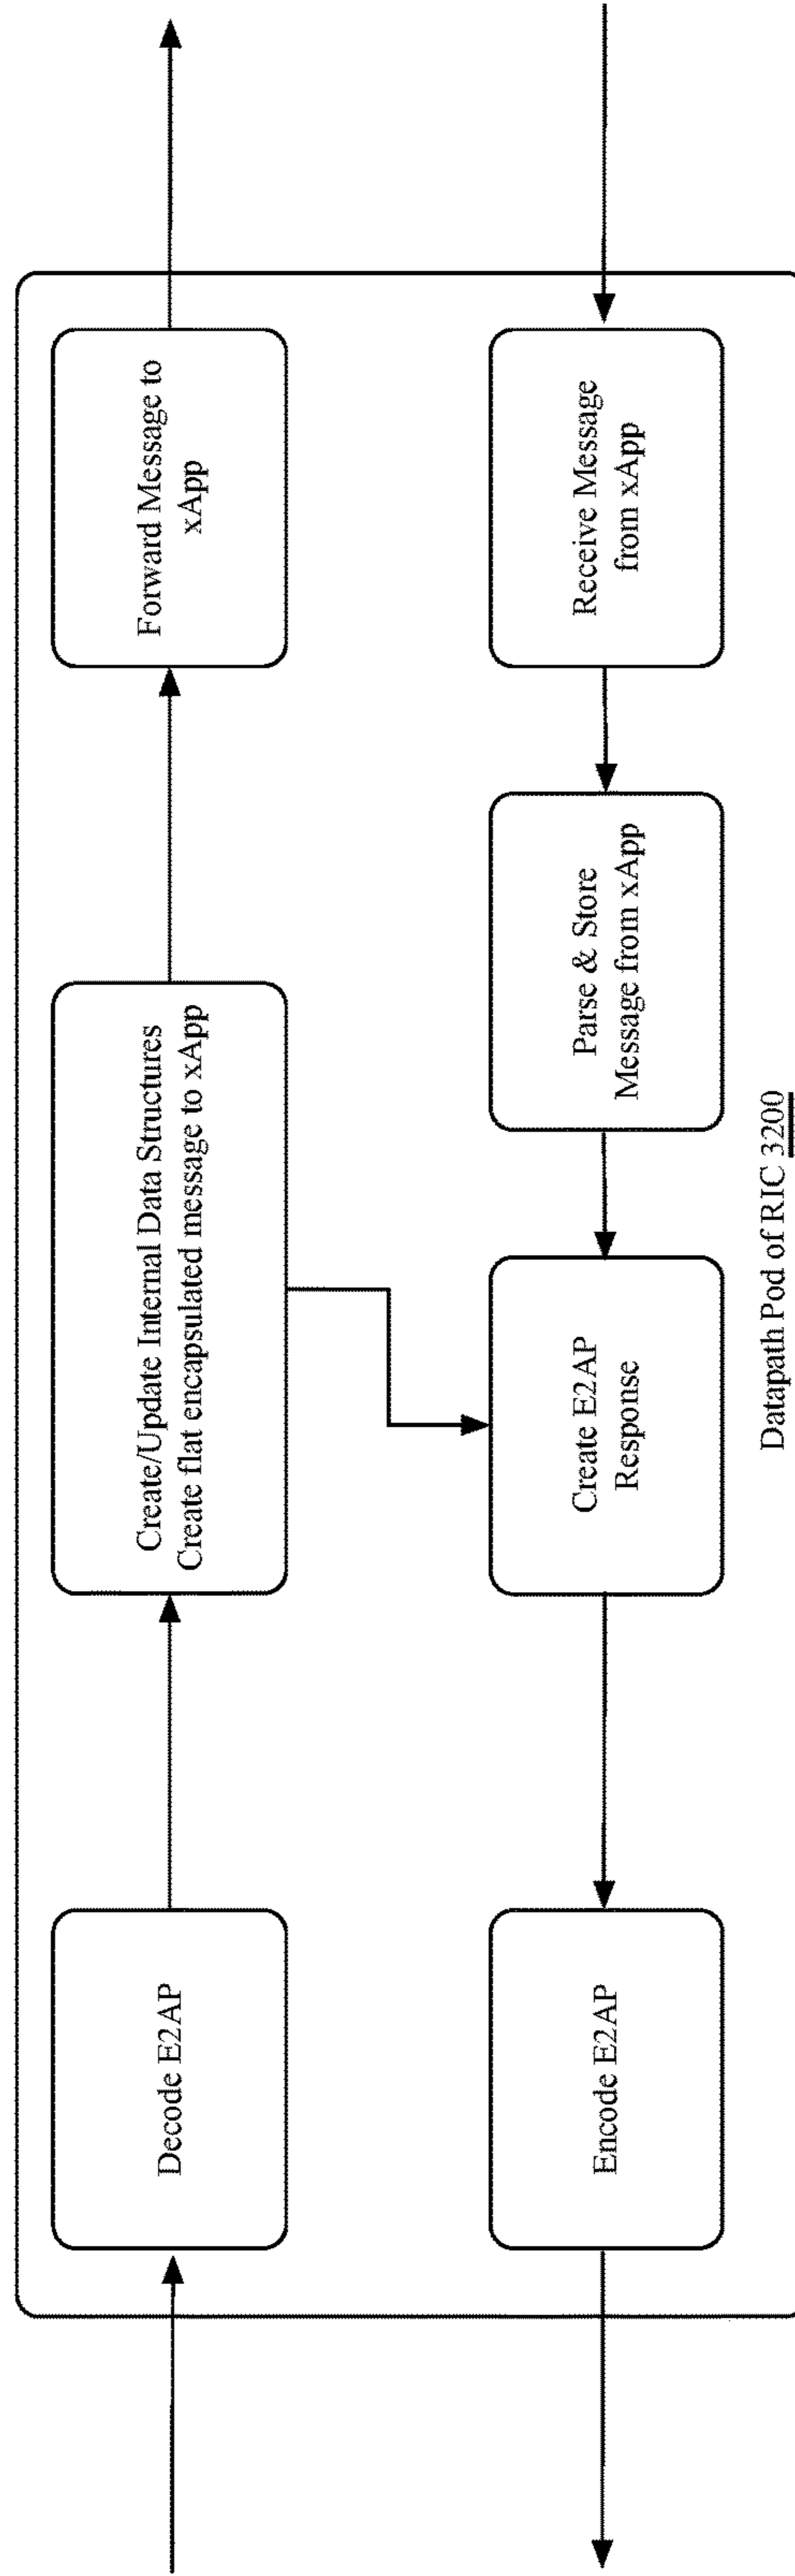 Decode E2AP
Create/Update Internal Data Structures
Create flat encapsulated message to xApp
Forward Message to
xApp
Encode E2AP
Create E2AP
Response
Parse & Store
Message from xApp
Receive Message
from xApp
Datapath Pod of RIC 3200